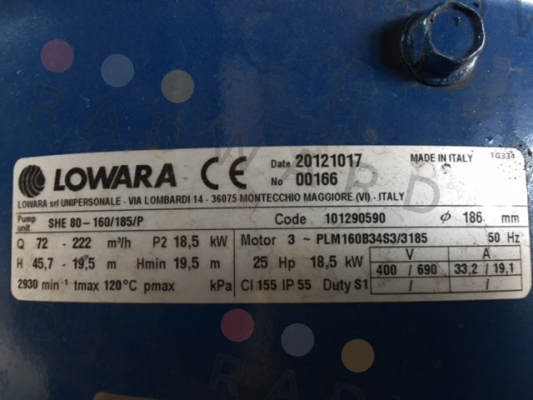 LOWARA CE Date 20121017 MADE IN ITALY TG334
No 00166
LOWARA srl UNIPERSONALE - VIA LOMBARDI 14 - 36075 MONTECCHIO MAGGIORE (VI) - ITALY
Pump unit SHE 80-160/185/P Code 101290590 ϕ 186 mm
Q 72 - 222 m³/h P2 18,5 kW Motor 3 ~ PLM160B34S3/3185 50 Hz
H 45,7 - 19,5 m Hmin 19,5 m 25 Hp 18,5 kW V A
400 / 690 33,2 / 19,1
2930 min⁻¹ tmax 120°C pmax kPa Cl 155 IP 55 Duty S1 / /
RADWARD